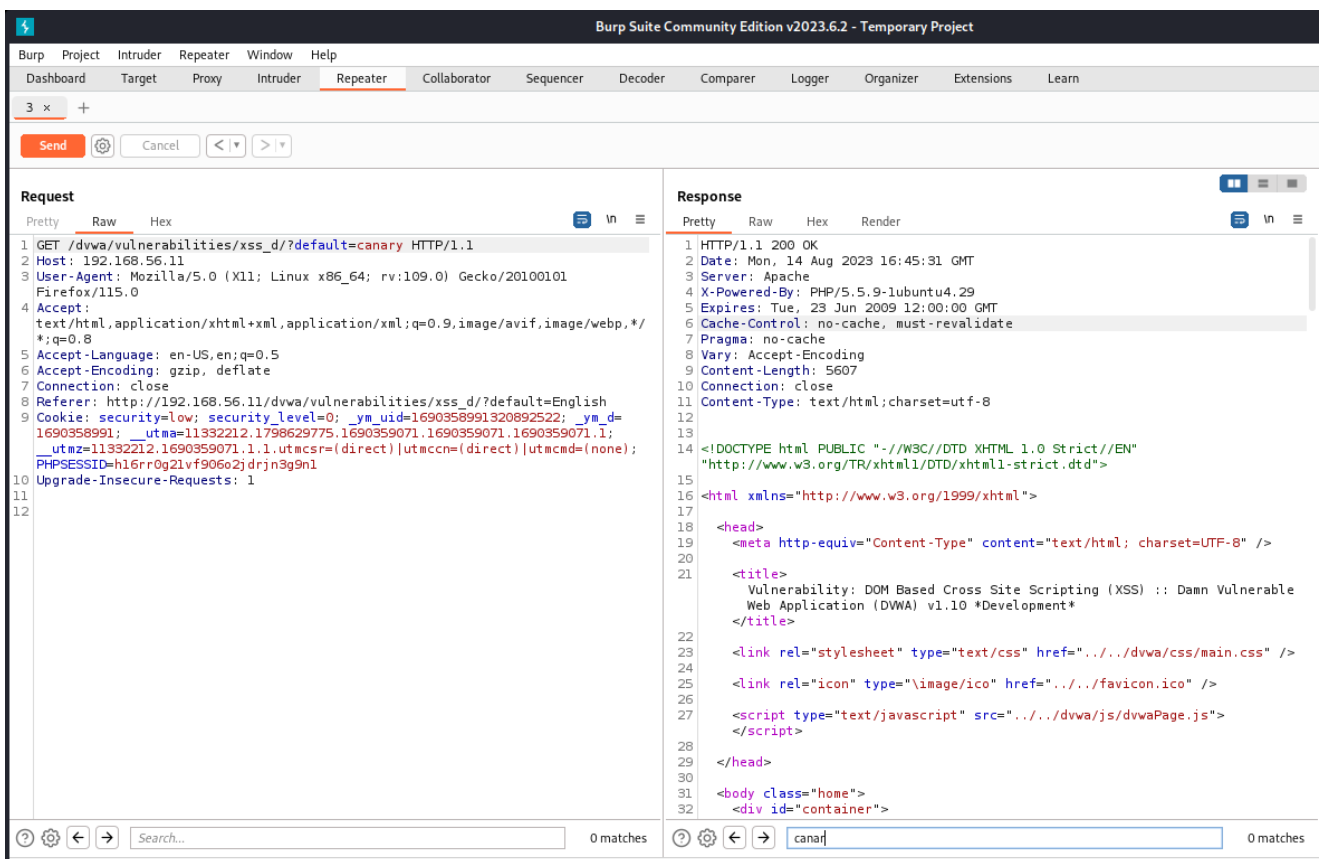 Burp Suite Community Edition v2023.6.2 - Temporary Project
Burp Project Intruder Repeater Window Help
Dashboard Target Proxy Intruder Repeater Collaborator Sequencer Decoder Comparer Logger Organizer Extensions Learn
3 × +
Send Cancel < >
Request
Pretty Raw Hex \n
1 GET /dvwa/vulnerabilities/xss_d/?default=canary HTTP/1.1
2 Host: 192.168.56.11
3 User-Agent: Mozilla/5.0 (X11; Linux x86_64; rv:109.0) Gecko/20100101
Firefox/115.0
4 Accept:
text/html,application/xhtml+xml,application/xml;q=0.9,image/avif,image/webp,*/
*;q=0.8
5 Accept-Language: en-US,en;q=0.5
6 Accept-Encoding: gzip, deflate
7 Connection: close
8 Referer: http://192.168.56.11/dvwa/vulnerabilities/xss_d/?default=English
9 Cookie: security=low; security_level=0; _ym_uid=1690358991320892522; _ym_d=
1690358991; __utma=11332212.1798629775.1690359071.1690359071.1690359071.1;
__utmz=11332212.1690359071.1.1.utmcsr=(direct)|utmccn=(direct)|utmcmd=(none);
PHPSESSID=h16rr0g21vf906o2jdrjn3g9n1
10 Upgrade-Insecure-Requests: 1
11
12
Search... 0 matches
Response
Pretty Raw Hex Render \n
1 HTTP/1.1 200 OK
2 Date: Mon, 14 Aug 2023 16:45:31 GMT
3 Server: Apache
4 X-Powered-By: PHP/5.5.9-1ubuntu4.29
5 Expires: Tue, 23 Jun 2009 12:00:00 GMT
6 Cache-Control: no-cache, must-revalidate
7 Pragma: no-cache
8 Vary: Accept-Encoding
9 Content-Length: 5607
10 Connection: close
11 Content-Type: text/html;charset=utf-8
12
13
14 <!DOCTYPE html PUBLIC "-//W3C//DTD XHTML 1.0 Strict//EN"
"http://www.w3.org/TR/xhtml1/DTD/xhtml1-strict.dtd">
15
16 <html xmlns="http://www.w3.org/1999/xhtml">
17
18 <head>
19 <meta http-equiv="Content-Type" content="text/html; charset=UTF-8" />
20
21 <title>
Vulnerability: DOM Based Cross Site Scripting (XSS) :: Damn Vulnerable
Web Application (DVWA) v1.10 *Development*
</title>
22
23 <link rel="stylesheet" type="text/css" href="../../dvwa/css/main.css" />
24
25 <link rel="icon" type="\image/ico" href="../../favicon.ico" />
26
27 <script type="text/javascript" src="../../dvwa/js/dvwaPage.js">
</script>
28
29 </head>
30
31 <body class="home">
32 <div id="container">
canar 0 matches